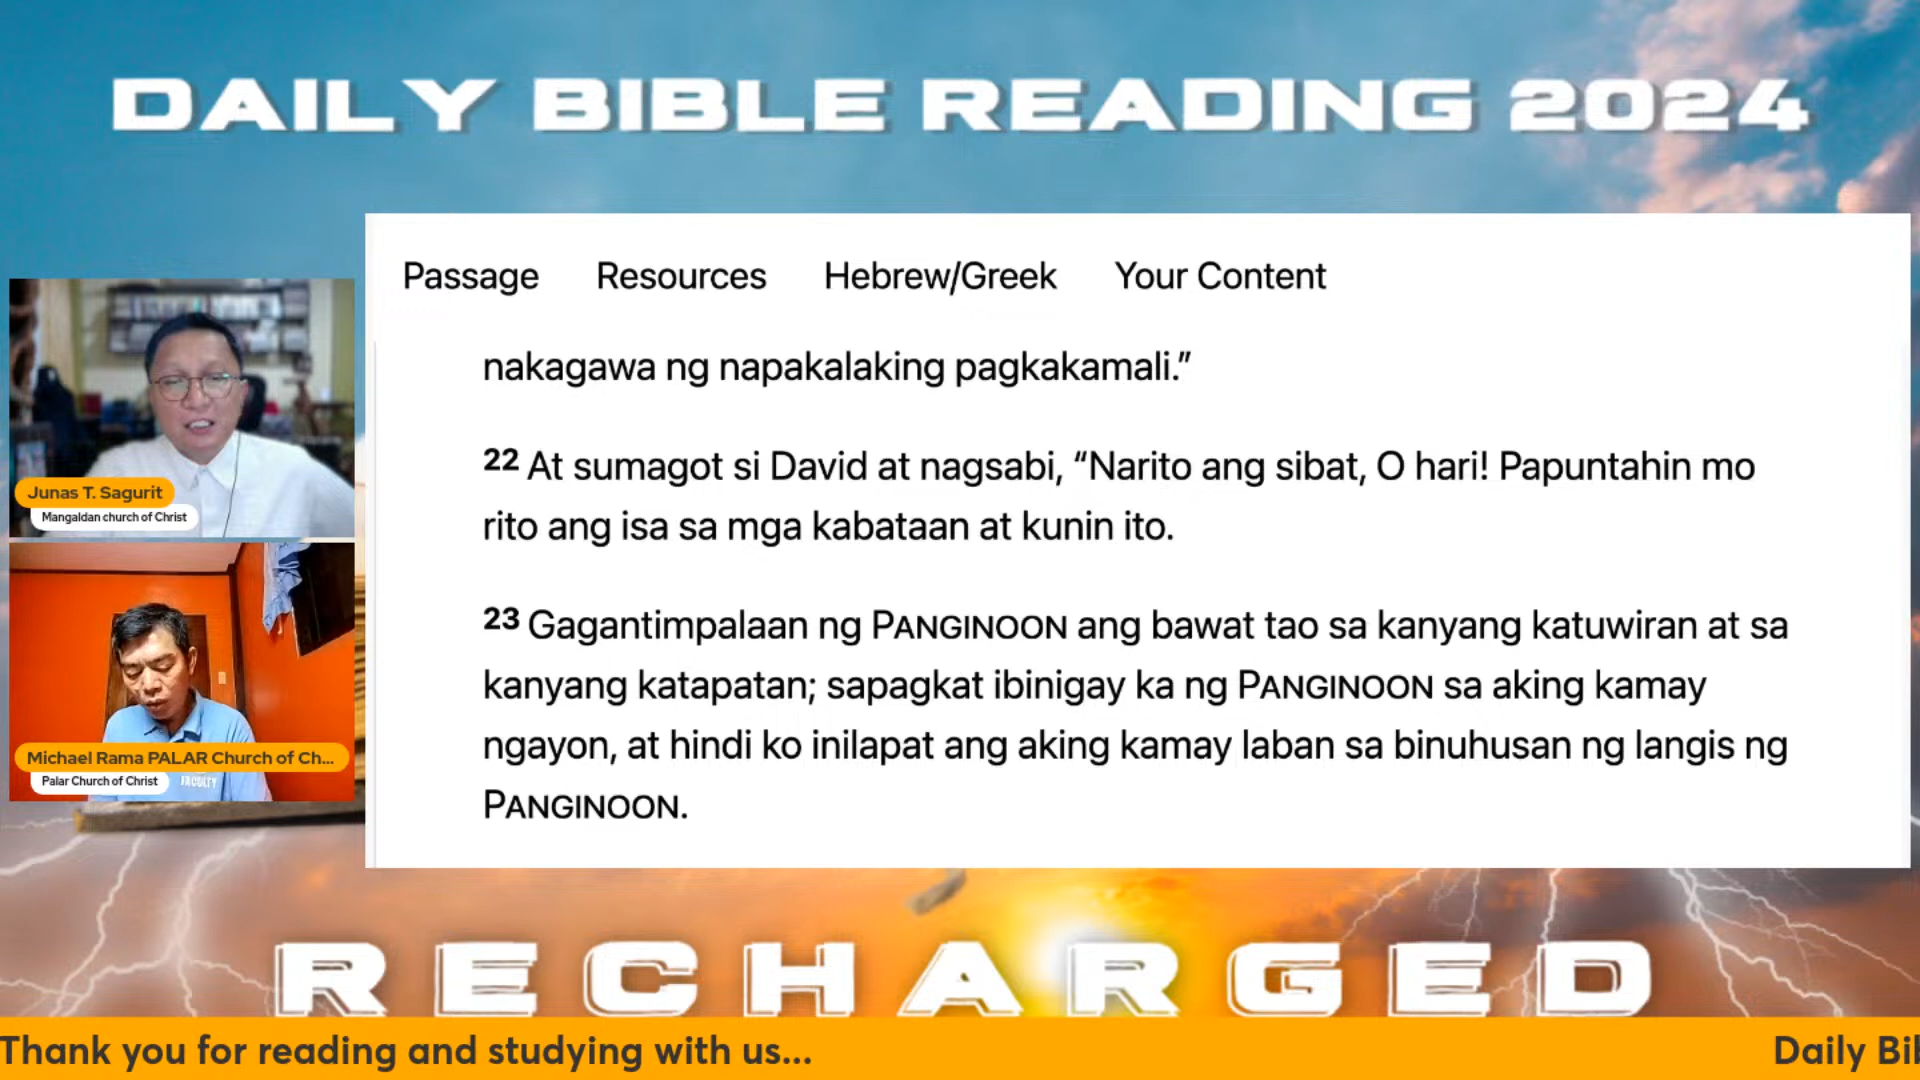 DAILY BIBLE READING 2024
Passage Resources Hebrew/Greek Your Content
nakagawa ng napakalaking pagkakamali.”
22 At sumagot si David at nagsabi, “Narito ang sibat, O hari! Papuntahin mo
rito ang isa sa mga kabataan at kunin ito.
23 Gagantimpalaan ng PANGINOON ang bawat tao sa kanyang katuwiran at sa
kanyang katapatan; sapagkat ibinigay ka ng PANGINOON sa aking kamay
ngayon, at hindi ko inilapat ang aking kamay laban sa binuhusan ng langis ng
PANGINOON.
Junas T. Sagurit
Mangaldan church of Christ
Michael Rama PALAR Church of Ch...
Palar Church of Christ
FACULTY
RECHARGED
Thank you for reading and studying with us...
Daily Bib